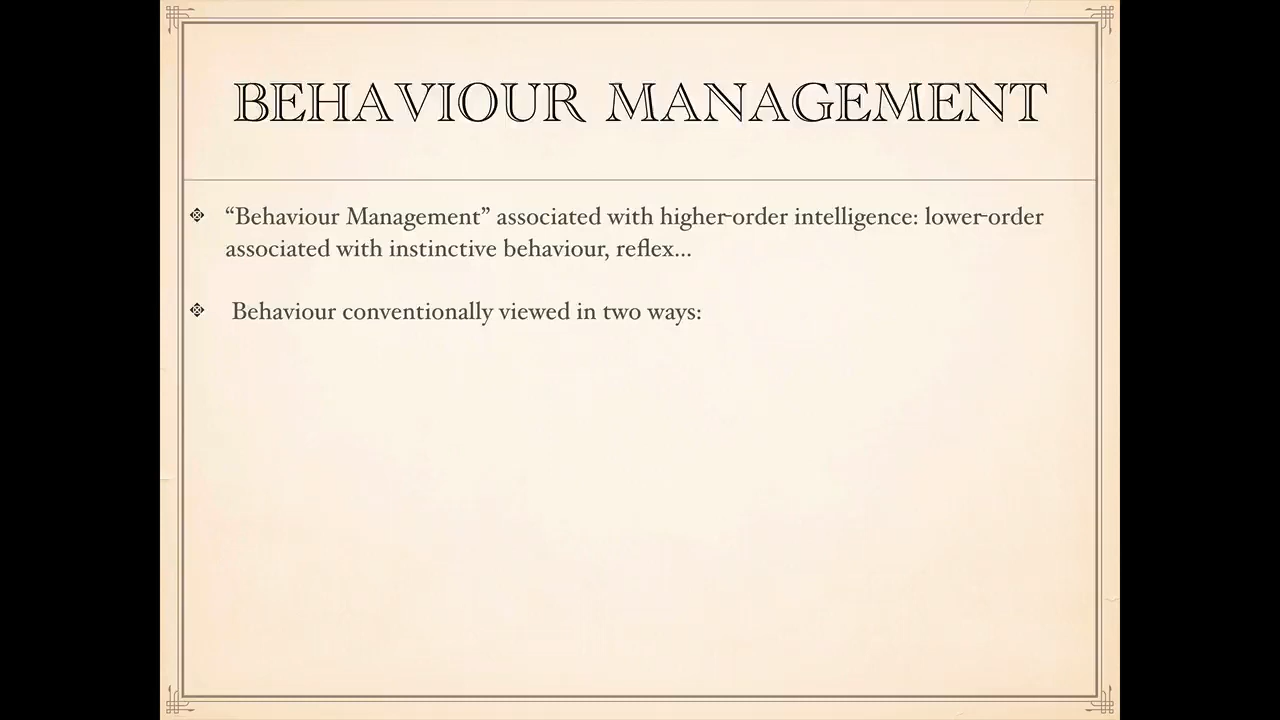 BEHAVIOUR MANAGEMENT
“Behaviour Management” associated with higher-order intelligence: lower-order
associated with instinctive behaviour, reflex...
Behaviour conventionally viewed in two ways: